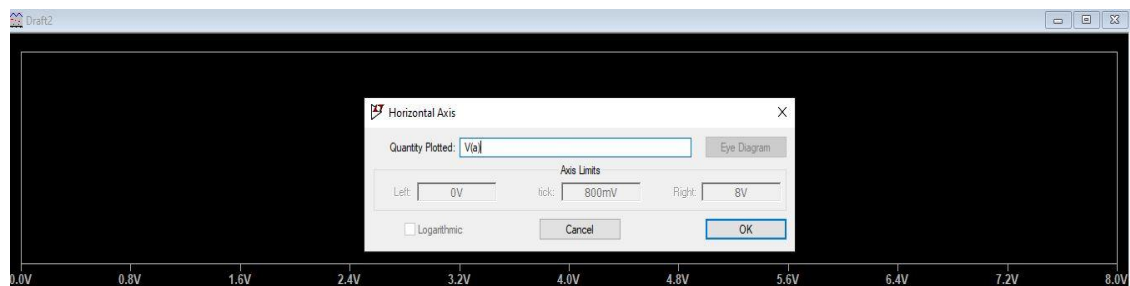 Draft2
Horizontal Axis
Quantity Plotted: V(a) Eye Diagram
Axis Limits
Left: 0V tick: 800mV Right: 8V
Logarithmic Cancel OK
0.0V 0.8V 1.6V 2.4V 3.2V 4.0V 4.8V 5.6V 6.4V 7.2V 8.0V